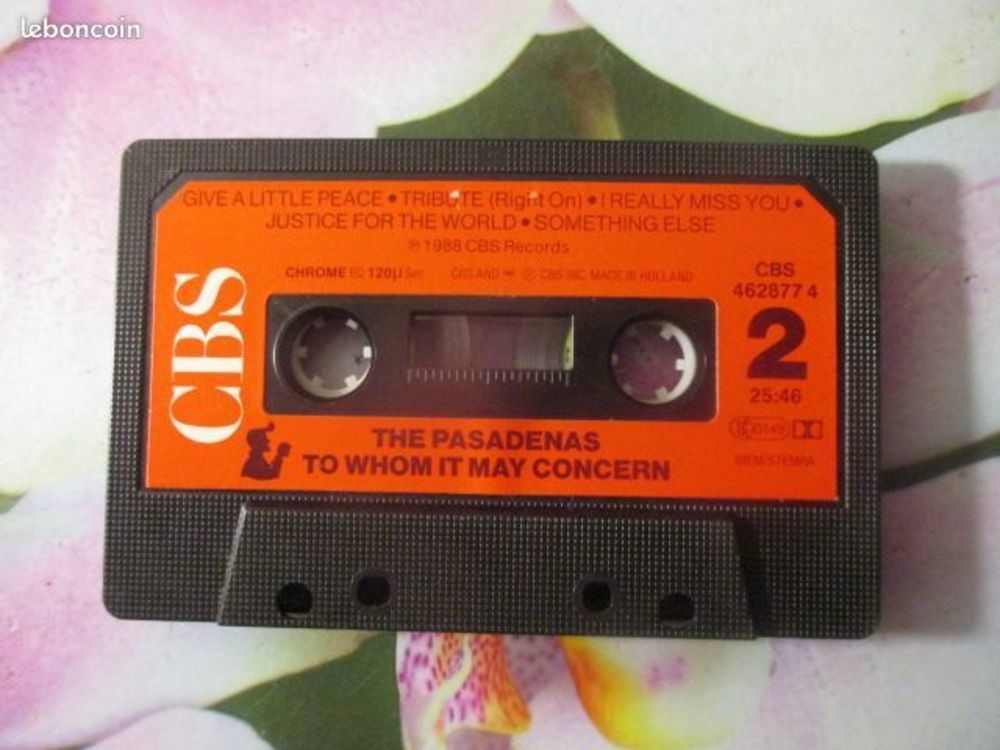 leboncoin
GIVE A LITTLE PEACE • TRIBUTE (Right On) • I REALLY MISS YOU •
JUSTICE FOR THE WORLD • SOMETHING ELSE
℗ 1988 CBS Records
CHROME EQ 120μ Sec CBS AND ℗ CBS INC. MADE IN HOLLAND
CBS
462877 4
CBS
2
25:46
THE PASADENAS
TO WHOM IT MAY CONCERN
BIEM/STEMRA